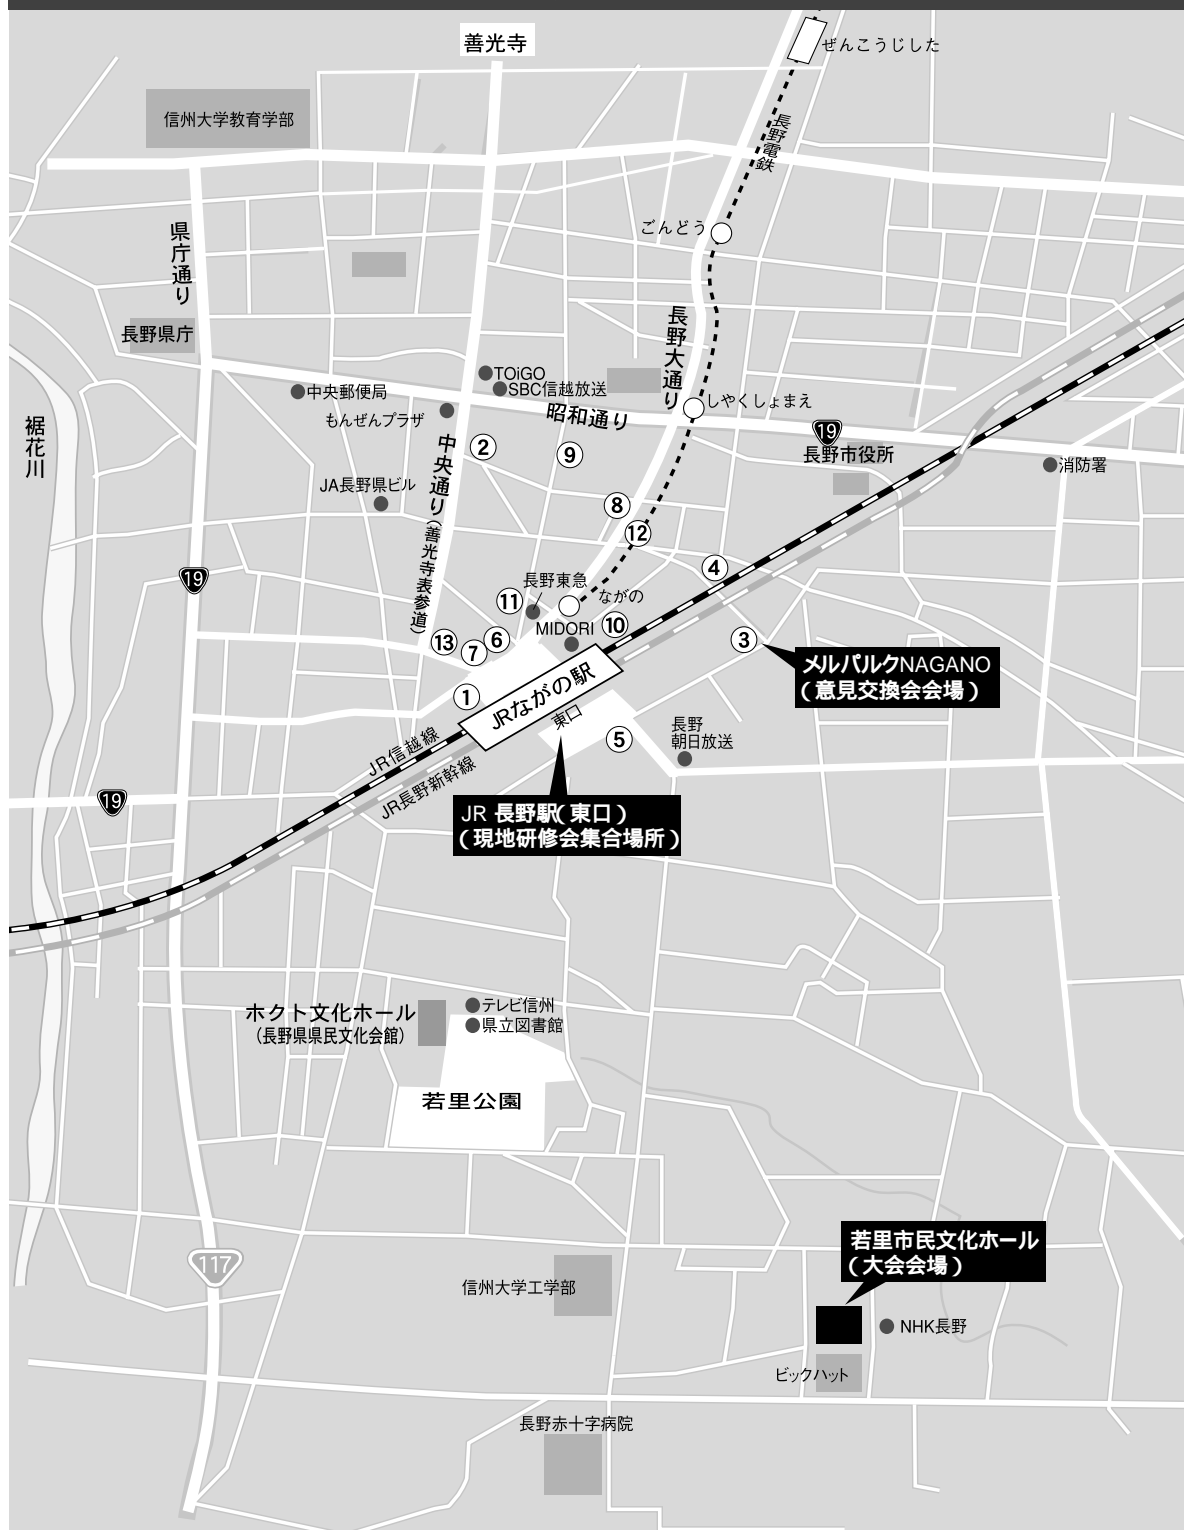 善光寺
ぜんこうじした
信州大学教育学部
長野電鉄
ごんどう
県庁通り
長野県庁
長野大通り
TOiGO
SBC信越放送
中央郵便局
もんぜんプラザ
しやくしょまえ
昭和通り
19
長野市役所
消防署
裾花川
中央通り(善光寺表参道)
2
9
JA長野県ビル
8
12
4
19
長野東急
ながの
11
MIDORI
10
13
6
7
3
メルパルクNAGANO
(意見交換会会場)
1
JRながの駅
東口
5
長野
朝日放送
JR信越線
JR長野新幹線
19
JR 長野駅(東口)
(現地研修会集合場所)
ホクト文化ホール
(長野県県民文化会館)
テレビ信州
県立図書館
若里公園
117
若里市民文化ホール
(大会会場)
信州大学工学部
NHK長野
ビックハット
長野赤十字病院